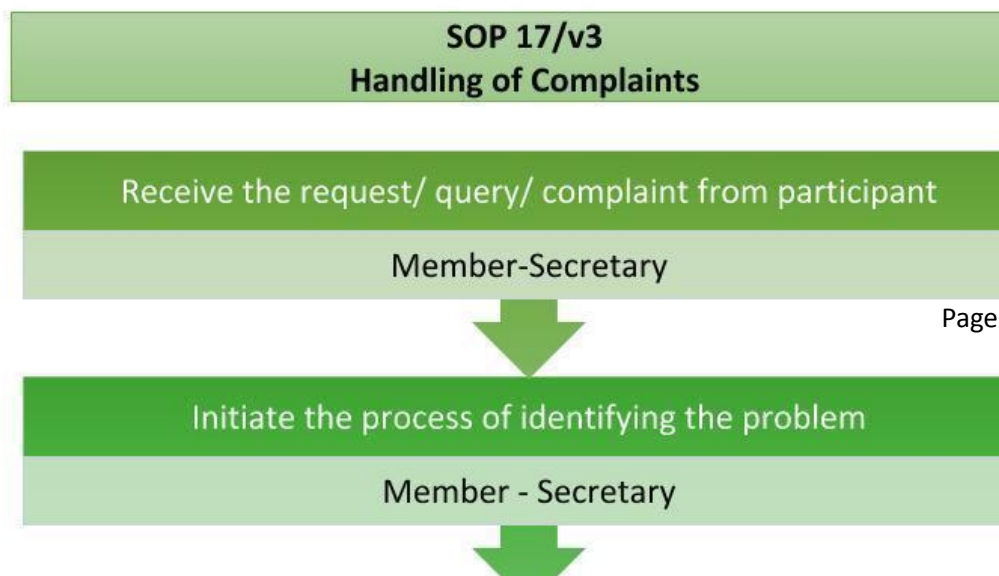 SOP 17/v3
Handling of Complaints
Receive the request/ query/ complaint from participant
Member-Secretary
Page
Initiate the process of identifying the problem
Member - Secretary